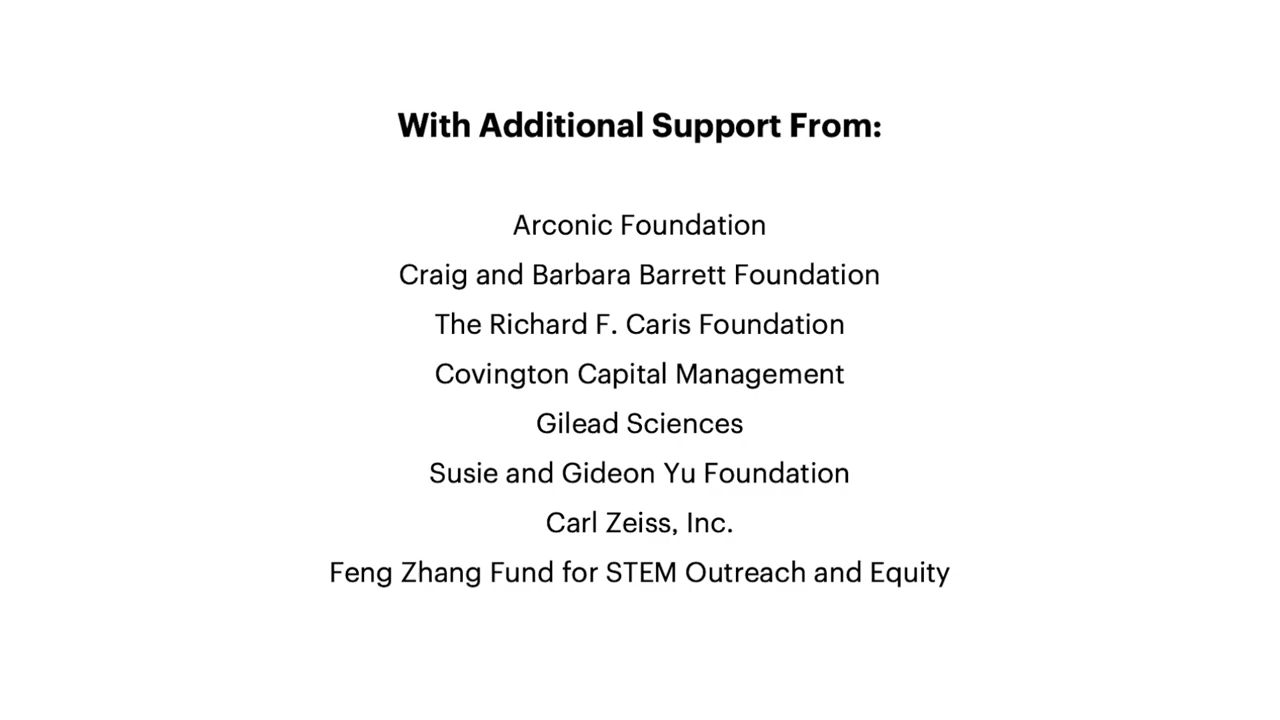 With Additional Support From:
Arconic Foundation
Craig and Barbara Barrett Foundation
The Richard F. Caris Foundation
Covington Capital Management
Gilead Sciences
Susie and Gideon Yu Foundation
Carl Zeiss, Inc.
Feng Zhang Fund for STEM Outreach and Equity